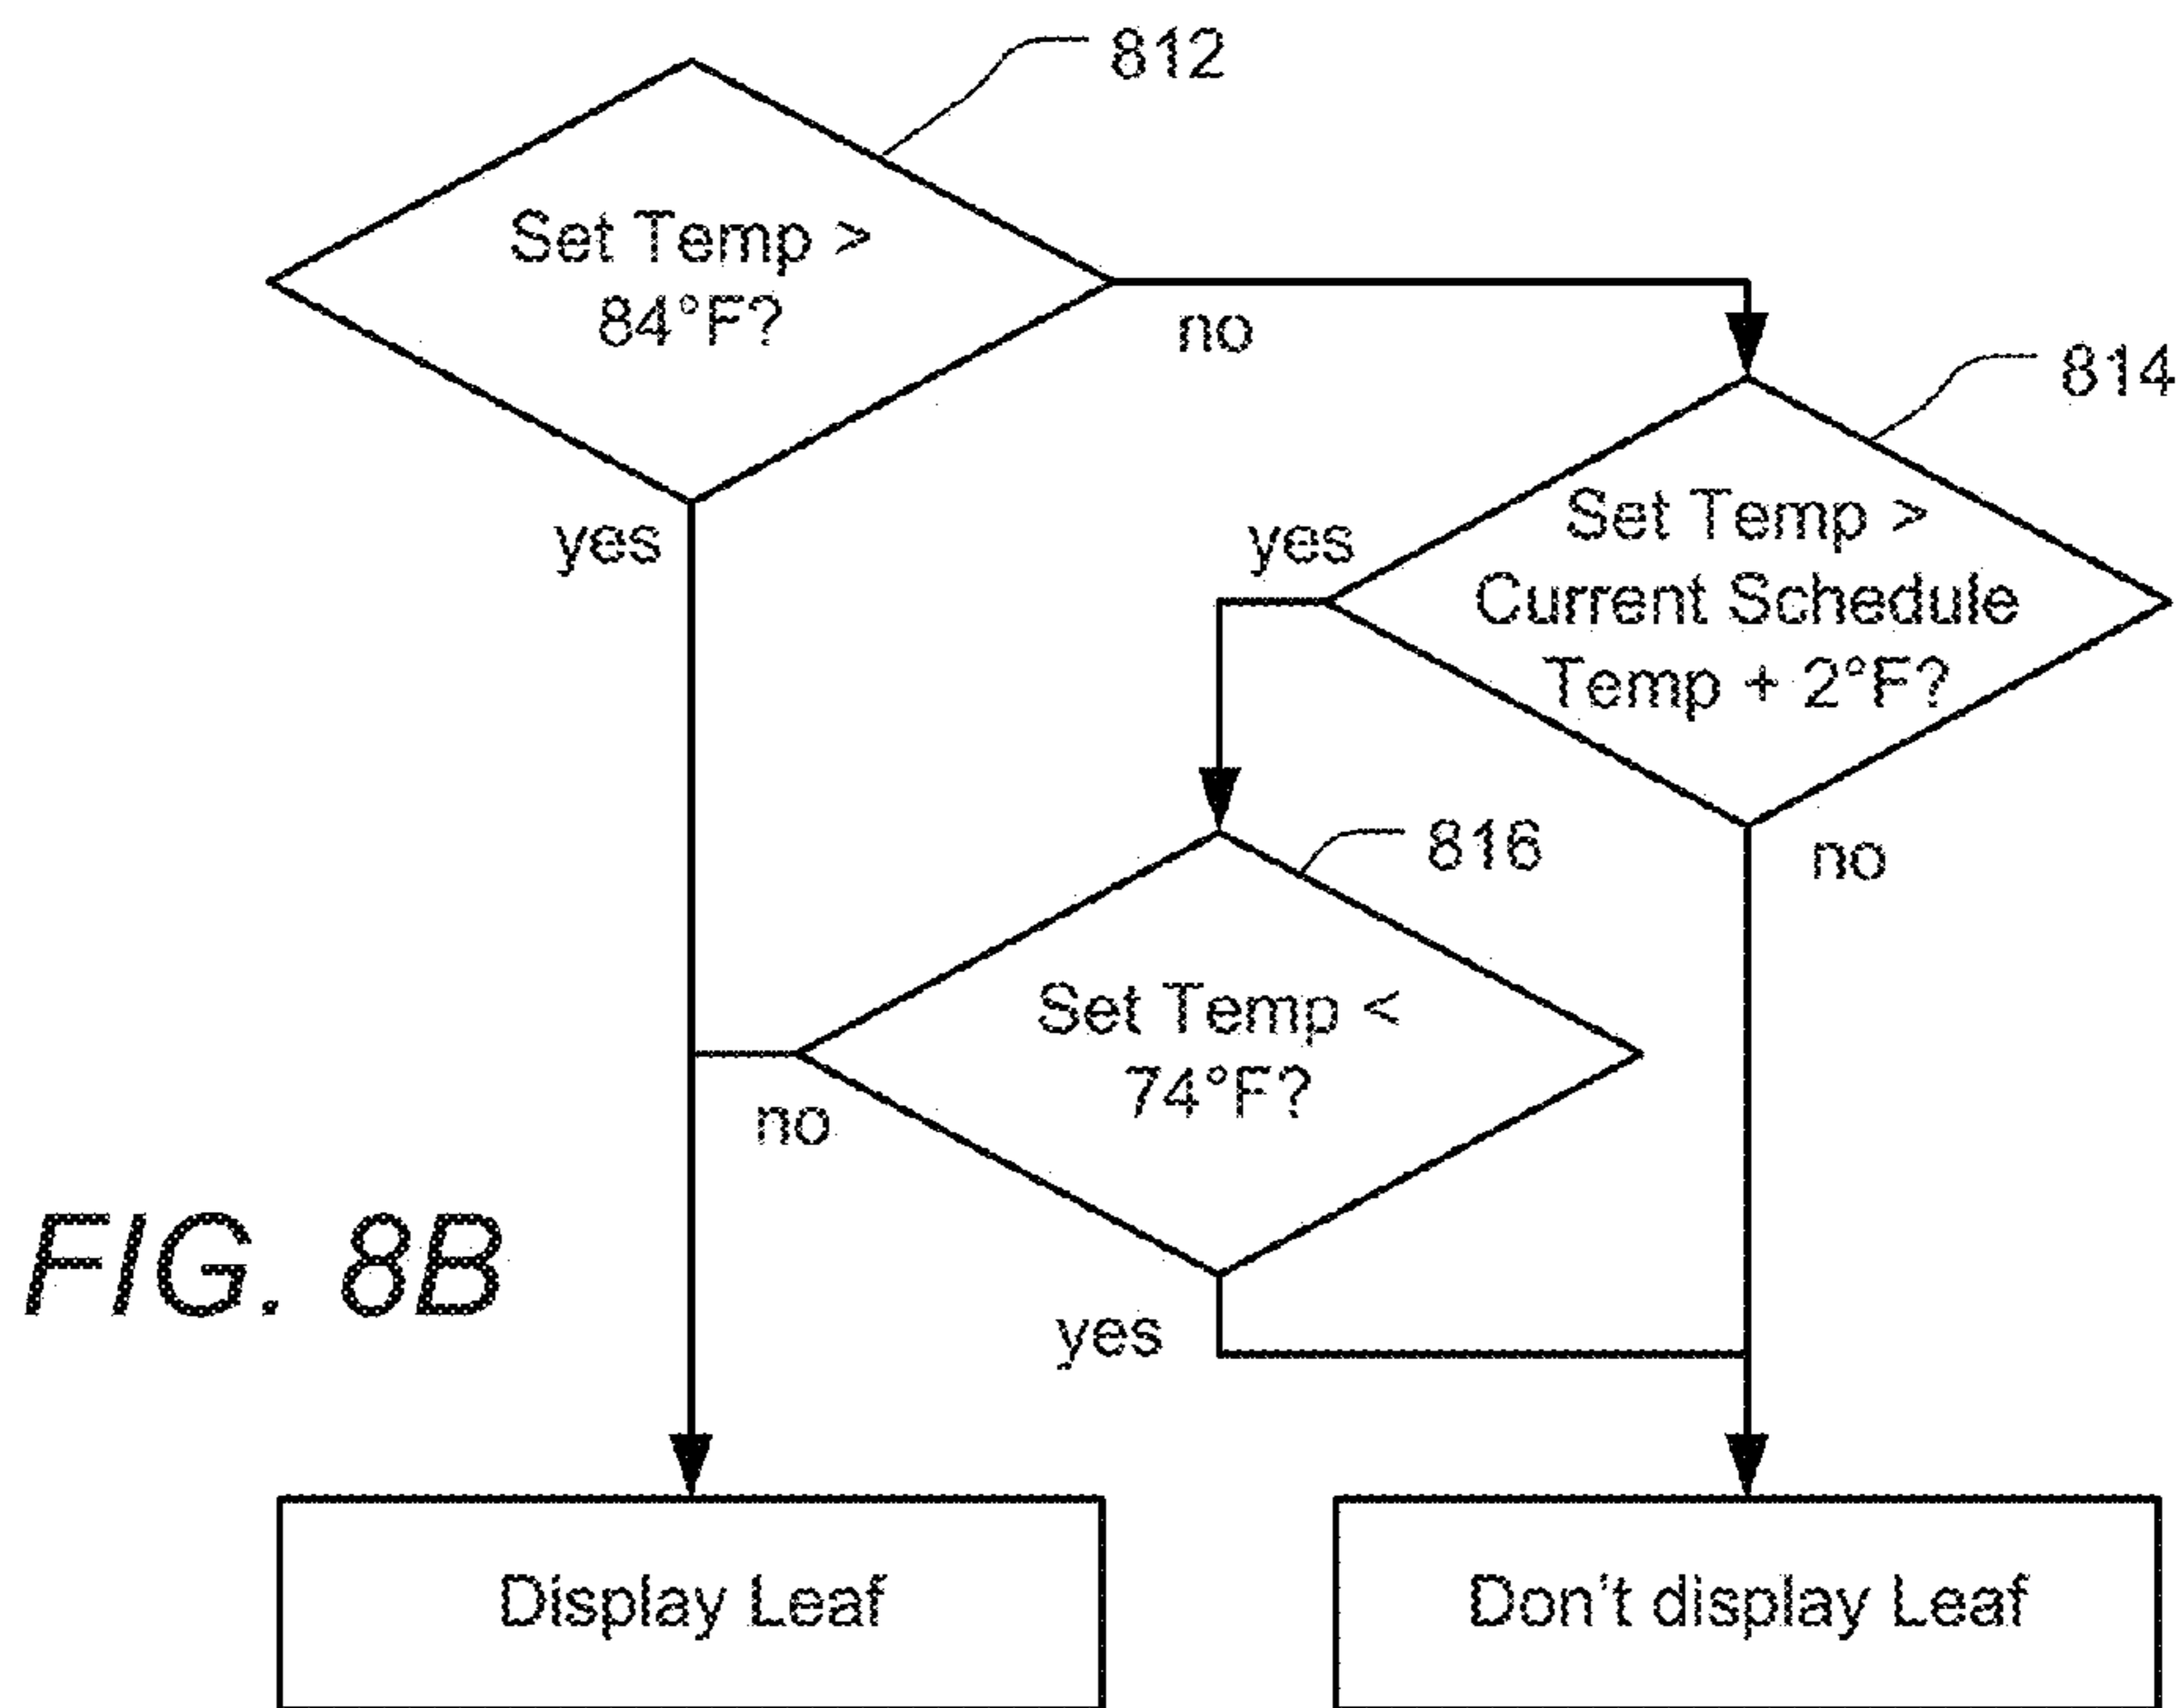 812
Set Temp >
84°F?
no
yes
814
Set Temp >
Current Schedule
Temp + 2°F?
yes
no
816
Set Temp <
74°F?
no
yes
FIG. 8B
Display Leaf
Don't display Leaf